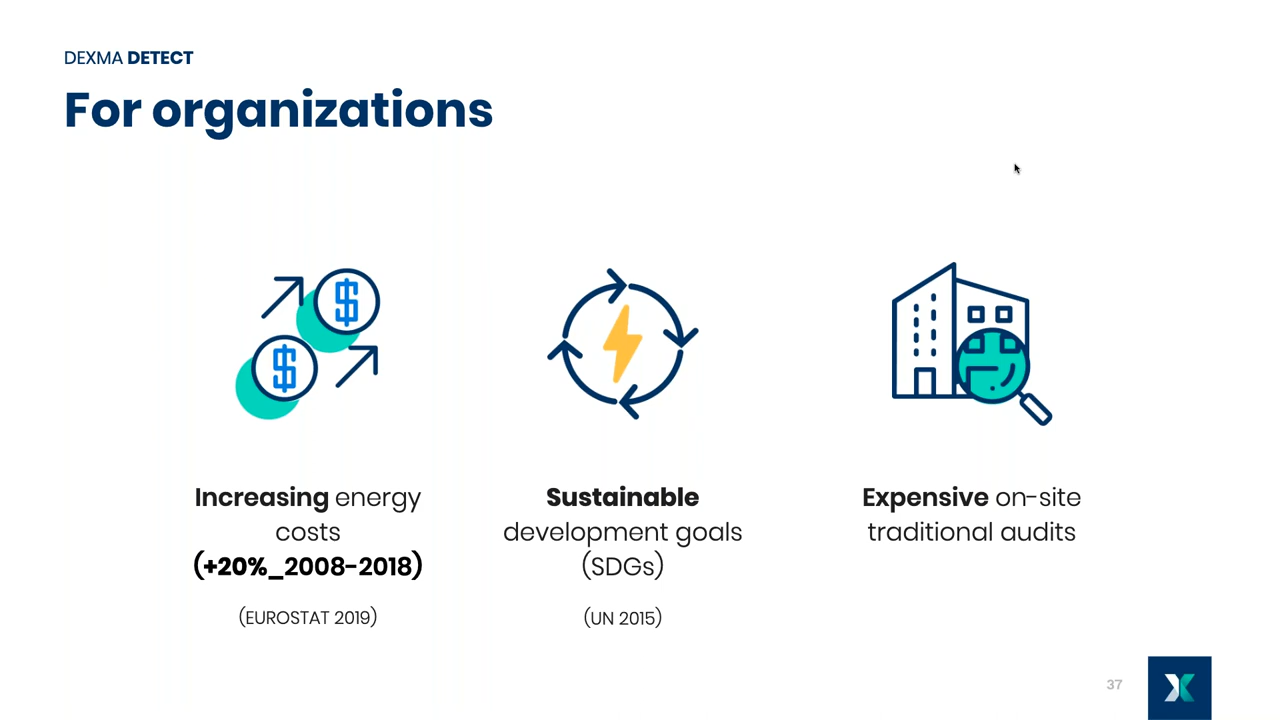 DEXMA DETECT
For organizations
Increasing energy
costs
(+20%_2008-2018)
(EUROSTAT 2019)
Sustainable
development goals
(SDGs)
(UN 2015)
Expensive on-site
traditional audits
37